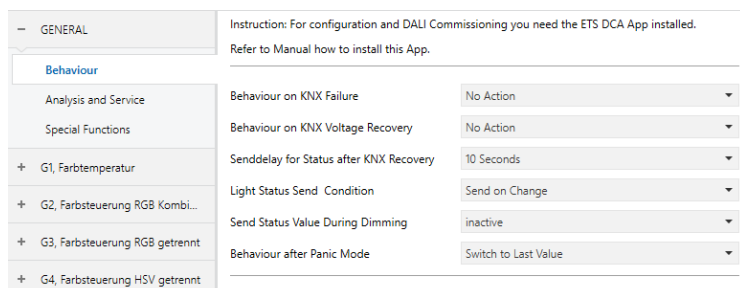 GENERAL
Behaviour
Analysis and Service
Special Functions
G1, Farbtemperatur
G2, Farbsteuerung RGB Kombi...
G3, Farbsteuerung RGB getrennt
G4, Farbsteuerung HSV getrennt
Instruction: For configuration and DALI Commissioning you need the ETS DCA App installed.
Refer to Manual how to install this App.
Behaviour on KNX Failure No Action
Behaviour on KNX Voltage Recovery No Action
Senddelay for Status after KNX Recovery 10 Seconds
Light Status Send Condition Send on Change
Send Status Value During Dimming inactive
Behaviour after Panic Mode Switch to Last Value